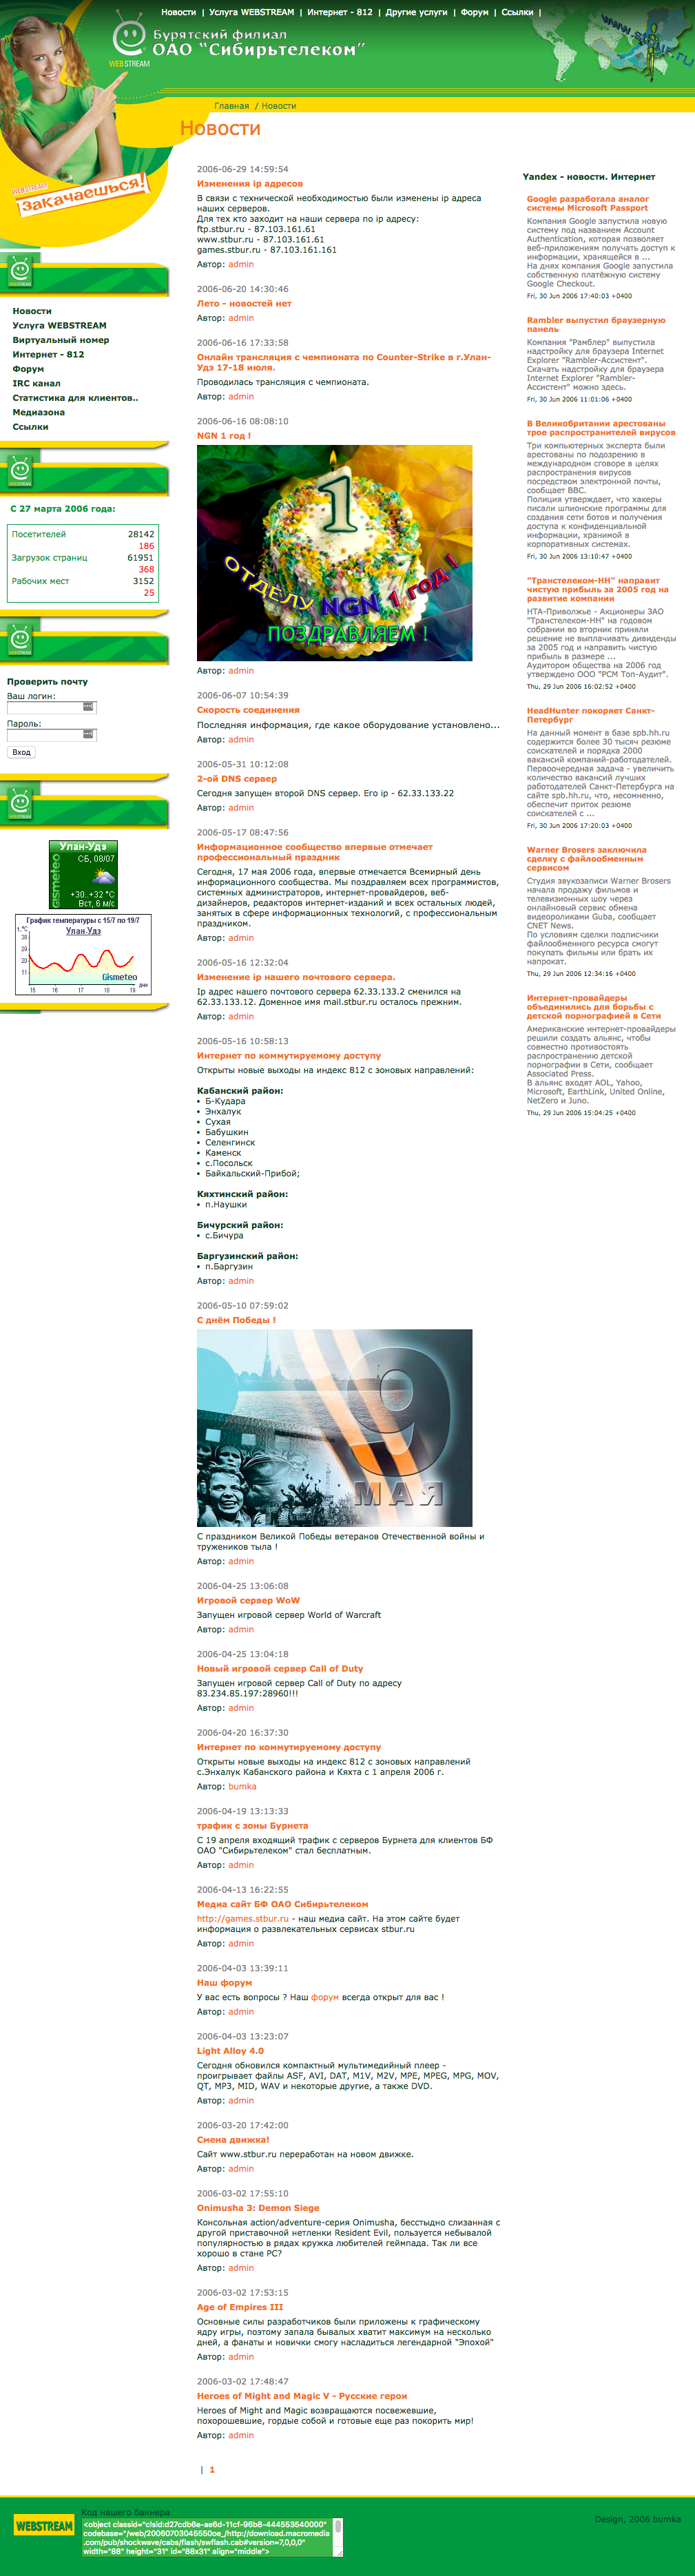 Новости | Услуга WEBSTREAM | Интернет - 812 | Другие услуги | Форум | Ссылки |
WEBSTREAM
Бурятский филиал
ОАО "Сибирьтелеком"
www.stbur.ru
Главная / Новости
Новости
WEBSTREAM
закачаешься!
Новости
Услуга WEBSTREAM
Виртуальный номер
Интернет - 812
Форум
IRC канал
Статистика для клиентов..
Медиазона
Ссылки
С 27 марта 2006 года:
Посетителей 28142
186
Загрузок страниц 61951
368
Рабочих мест 3152
25
Проверить почту
Ваш логин:
Пароль:
Вход
Улан-Удэ
gismeteo
СБ, 08/07
+30..+32 °C
Вст, 6 м/с
График температуры с 15/7 по 19/7
t,°C
Улан-Удэ
38
29
20
11
Gismeteo
15 16 17 18 19 дни
2006-06-29 14:59:54
Изменения ip адресов
В связи с технической необходимостью были изменены ip адреса
наших серверов.
Для тех кто заходит на наши сервера по ip адресу:
ftp.stbur.ru - 87.103.161.61
www.stbur.ru - 87.103.161.61
games.stbur.ru - 87.103.161.161
Автор: admin
2006-06-20 14:30:46
Лето - новостей нет
Автор: admin
2006-06-16 17:33:58
Онлайн трансляция с чемпионата по Counter-Strike в г.Улан-
Удэ 17-18 июля.
Проводилась трансляция с чемпионата.
Автор: admin
2006-06-16 08:08:10
NGN 1 год !
1
ОТДЕЛУ NGN 1 ГОД !
ПОЗДРАВЛЯЕМ !
Автор: admin
2006-06-07 10:54:39
Скорость соединения
Последняя информация, где какое оборудование установлено...
Автор: admin
2006-05-31 10:12:08
2-ой DNS сервер
Сегодня запущен второй DNS сервер. Его ip - 62.33.133.22
Автор: admin
2006-05-17 08:47:56
Информационное сообщество впервые отмечает
профессиональный праздник
Сегодня, 17 мая 2006 года, впервые отмечается Всемирный день
информационного сообщества. Мы поздравляем всех программистов,
системных администраторов, интернет-провайдеров, веб-
дизайнеров, редакторов интернет-изданий и всех остальных людей,
занятых в сфере информационных технологий, с профессиональным
праздником.
Автор: admin
2006-05-16 12:32:04
Изменение ip нашего почтового сервера.
Ip адрес нашего почтового сервера 62.33.133.2 сменился на
62.33.133.12. Доменное имя mail.stbur.ru осталось прежним.
Автор: admin
2006-05-16 10:58:13
Интернет по коммутируемому доступу
Открыты новые выходы на индекс 812 с зоновых направлений:
Кабанский район:
• Б-Кудара
• Энхалук
• Сухая
• Бабушкин
• Селенгинск
• Каменск
• с.Посольск
• Байкальский-Прибой;
Кяхтинский район:
• п.Наушки
Бичурский район:
• с.Бичура
Баргузинский район:
• п.Баргузин
Автор: admin
2006-05-10 07:59:02
С днём Победы !
9
МАЯ
С праздником Великой Победы ветеранов Отечественной войны и
тружеников тыла !
Автор: admin
2006-04-25 13:06:08
Игровой сервер WoW
Запущен игровой сервер World of Warcraft
Автор: admin
2006-04-25 13:04:18
Новый игровой сервер Call of Duty
Запущен игровой сервер Call of Duty по адресу
83.234.85.197:28960!!!
Автор: admin
2006-04-20 16:37:30
Интернет по коммутируемому доступу
Открыты новые выходы на индекс 812 с зоновых направлений
с.Энхалук Кабанского района и Кяхта с 1 апреля 2006 г.
Автор: bumka
2006-04-19 13:13:33
трафик с зоны Бурнета
С 19 апреля входящий трафик с серверов Бурнета для клиентов БФ
ОАО "Сибирьтелеком" стал бесплатным.
Автор: admin
2006-04-13 16:22:55
Медиа сайт БФ ОАО Сибирьтелеком
http://games.stbur.ru - наш медиа сайт. На этом сайте будет
информация о развлекательных сервисах stbur.ru
Автор: admin
2006-04-03 13:39:11
Наш форум
У вас есть вопросы ? Наш форум всегда открыт для вас !
Автор: admin
2006-04-03 13:23:07
Light Alloy 4.0
Сегодня обновился компактный мультимедийный плеер -
проигрывает файлы ASF, AVI, DAT, M1V, M2V, MPE, MPEG, MPG, MOV,
QT, MP3, MID, WAV и некоторые другие, а также DVD.
Автор: admin
2006-03-20 17:42:00
Смена движка!
Сайт www.stbur.ru переработан на новом движке.
Автор: admin
2006-03-02 17:55:10
Onimusha 3: Demon Siege
Консольная action/adventure-серия Onimusha, бесстыдно слизанная с
другой приставочной нетленки Resident Evil, пользуется небывалой
популярностью в рядах кружка любителей геймпада. Так ли все
хорошо в стане PC?
Автор: admin
2006-03-02 17:53:15
Age of Empires III
Основные силы разработчиков были приложены к графическому
ядру игры, поэтому запала бывалых хватит максимум на несколько
дней, а фанаты и новички смогу насладиться легендарной "Эпохой"
Автор: admin
2006-03-02 17:48:47
Heroes of Might and Magic V - Русские герои
Heroes of Might and Magic возвращаются посвежевшие,
похорошевшие, гордые собой и готовые еще раз покорить мир!
Автор: admin
| 1
Yandex - новости. Интернет
Google разработала аналог
системы Microsoft Passport
Компания Google запустила новую
систему под названием Account
Authentication, которая позволяет
веб-приложениям получать доступ к
информации, хранящейся в ...
На днях компания Google запустила
собственную платёжную систему
Google Checkout.
Fri, 30 Jun 2006 17:40:03 +0400
Rambler выпустил браузерную
панель
Компания "Рамблер" выпустила
надстройку для браузера Internet
Explorer "Rambler-Ассистент".
Скачать надстройку для браузера
Internet Explorer "Rambler-
Ассистент" можно здесь.
Fri, 30 Jun 2006 11:01:06 +0400
В Великобритании арестованы
трое распространителей вирусов
Три компьютерных эксперта были
арестованы по подозрению в
международном сговоре в целях
распространения вирусов
посредством электронной почты,
сообщает BBC.
Полиция утверждает, что хакеры
писали шпионские программы для
создания сети ботов и получения
доступа к конфиденциальной
информации, хранимой в
корпоративных системах.
Fri, 30 Jun 2006 13:10:47 +0400
"Транстелеком-НН" направит
чистую прибыль за 2005 год на
развитие компании
НТА-Приволжье - Акционеры ЗАО
"Транстелеком-НН" на годовом
собрании во вторник приняли
решение не выплачивать дивиденды
за 2005 год и направить чистую
прибыль в размере ...
Аудитором общества на 2006 год
утверждено ООО "РСМ Топ-Аудит".
Thu, 29 Jun 2006 16:02:52 +0400
HeadHunter покоряет Санкт-
Петербург
На данный момент в базе spb.hh.ru
содержится более 30 тысяч резюме
соискателей и порядка 2000
вакансий компаний-работодателей.
Первоочередная задача - увеличить
количество вакансий лучших
работодателей Санкт-Петербурга на
сайте spb.hh.ru, что, несомненно,
обеспечит приток резюме
соискателей с ...
Fri, 30 Jun 2006 17:20:03 +0400
Warner Brosers заключила
сделку с файлообменным
сервисом
Студия звукозаписи Warner Brosers
начала продажу фильмов и
телевизионных шоу через
онлайновый сервис обмена
видеороликами Guba, сообщает
CNET News.
По условиям сделки подписчики
файлообменного ресурса смогут
покупать фильмы или брать их
напрокат.
Thu, 29 Jun 2006 12:34:16 +0400
Интернет-провайдеры
объединились для борьбы с
детской порнографией в Сети
Американские интернет-провайдеры
решили создать альянс, чтобы
совместно противостоять
распространению детской
порнографии в Сети, сообщает
Associated Press.
В альянс входят AOL, Yahoo,
Microsoft, EarthLink, United Online,
NetZero и Juno.
Thu, 29 Jun 2006 15:04:25 +0400
WEBSTREAM
Код нашего баннера
<object classid="clsid:d27cdb6e-ae6d-11cf-96b8-444553540000"
codebase="/web/20060703045550oe_/http://download.macromedia
.com/pub/shockwave/cabs/flash/swflash.cab#version=7,0,0,0"
width="88" height="31" id="88x31" align="middle">
Design, 2006 bumka